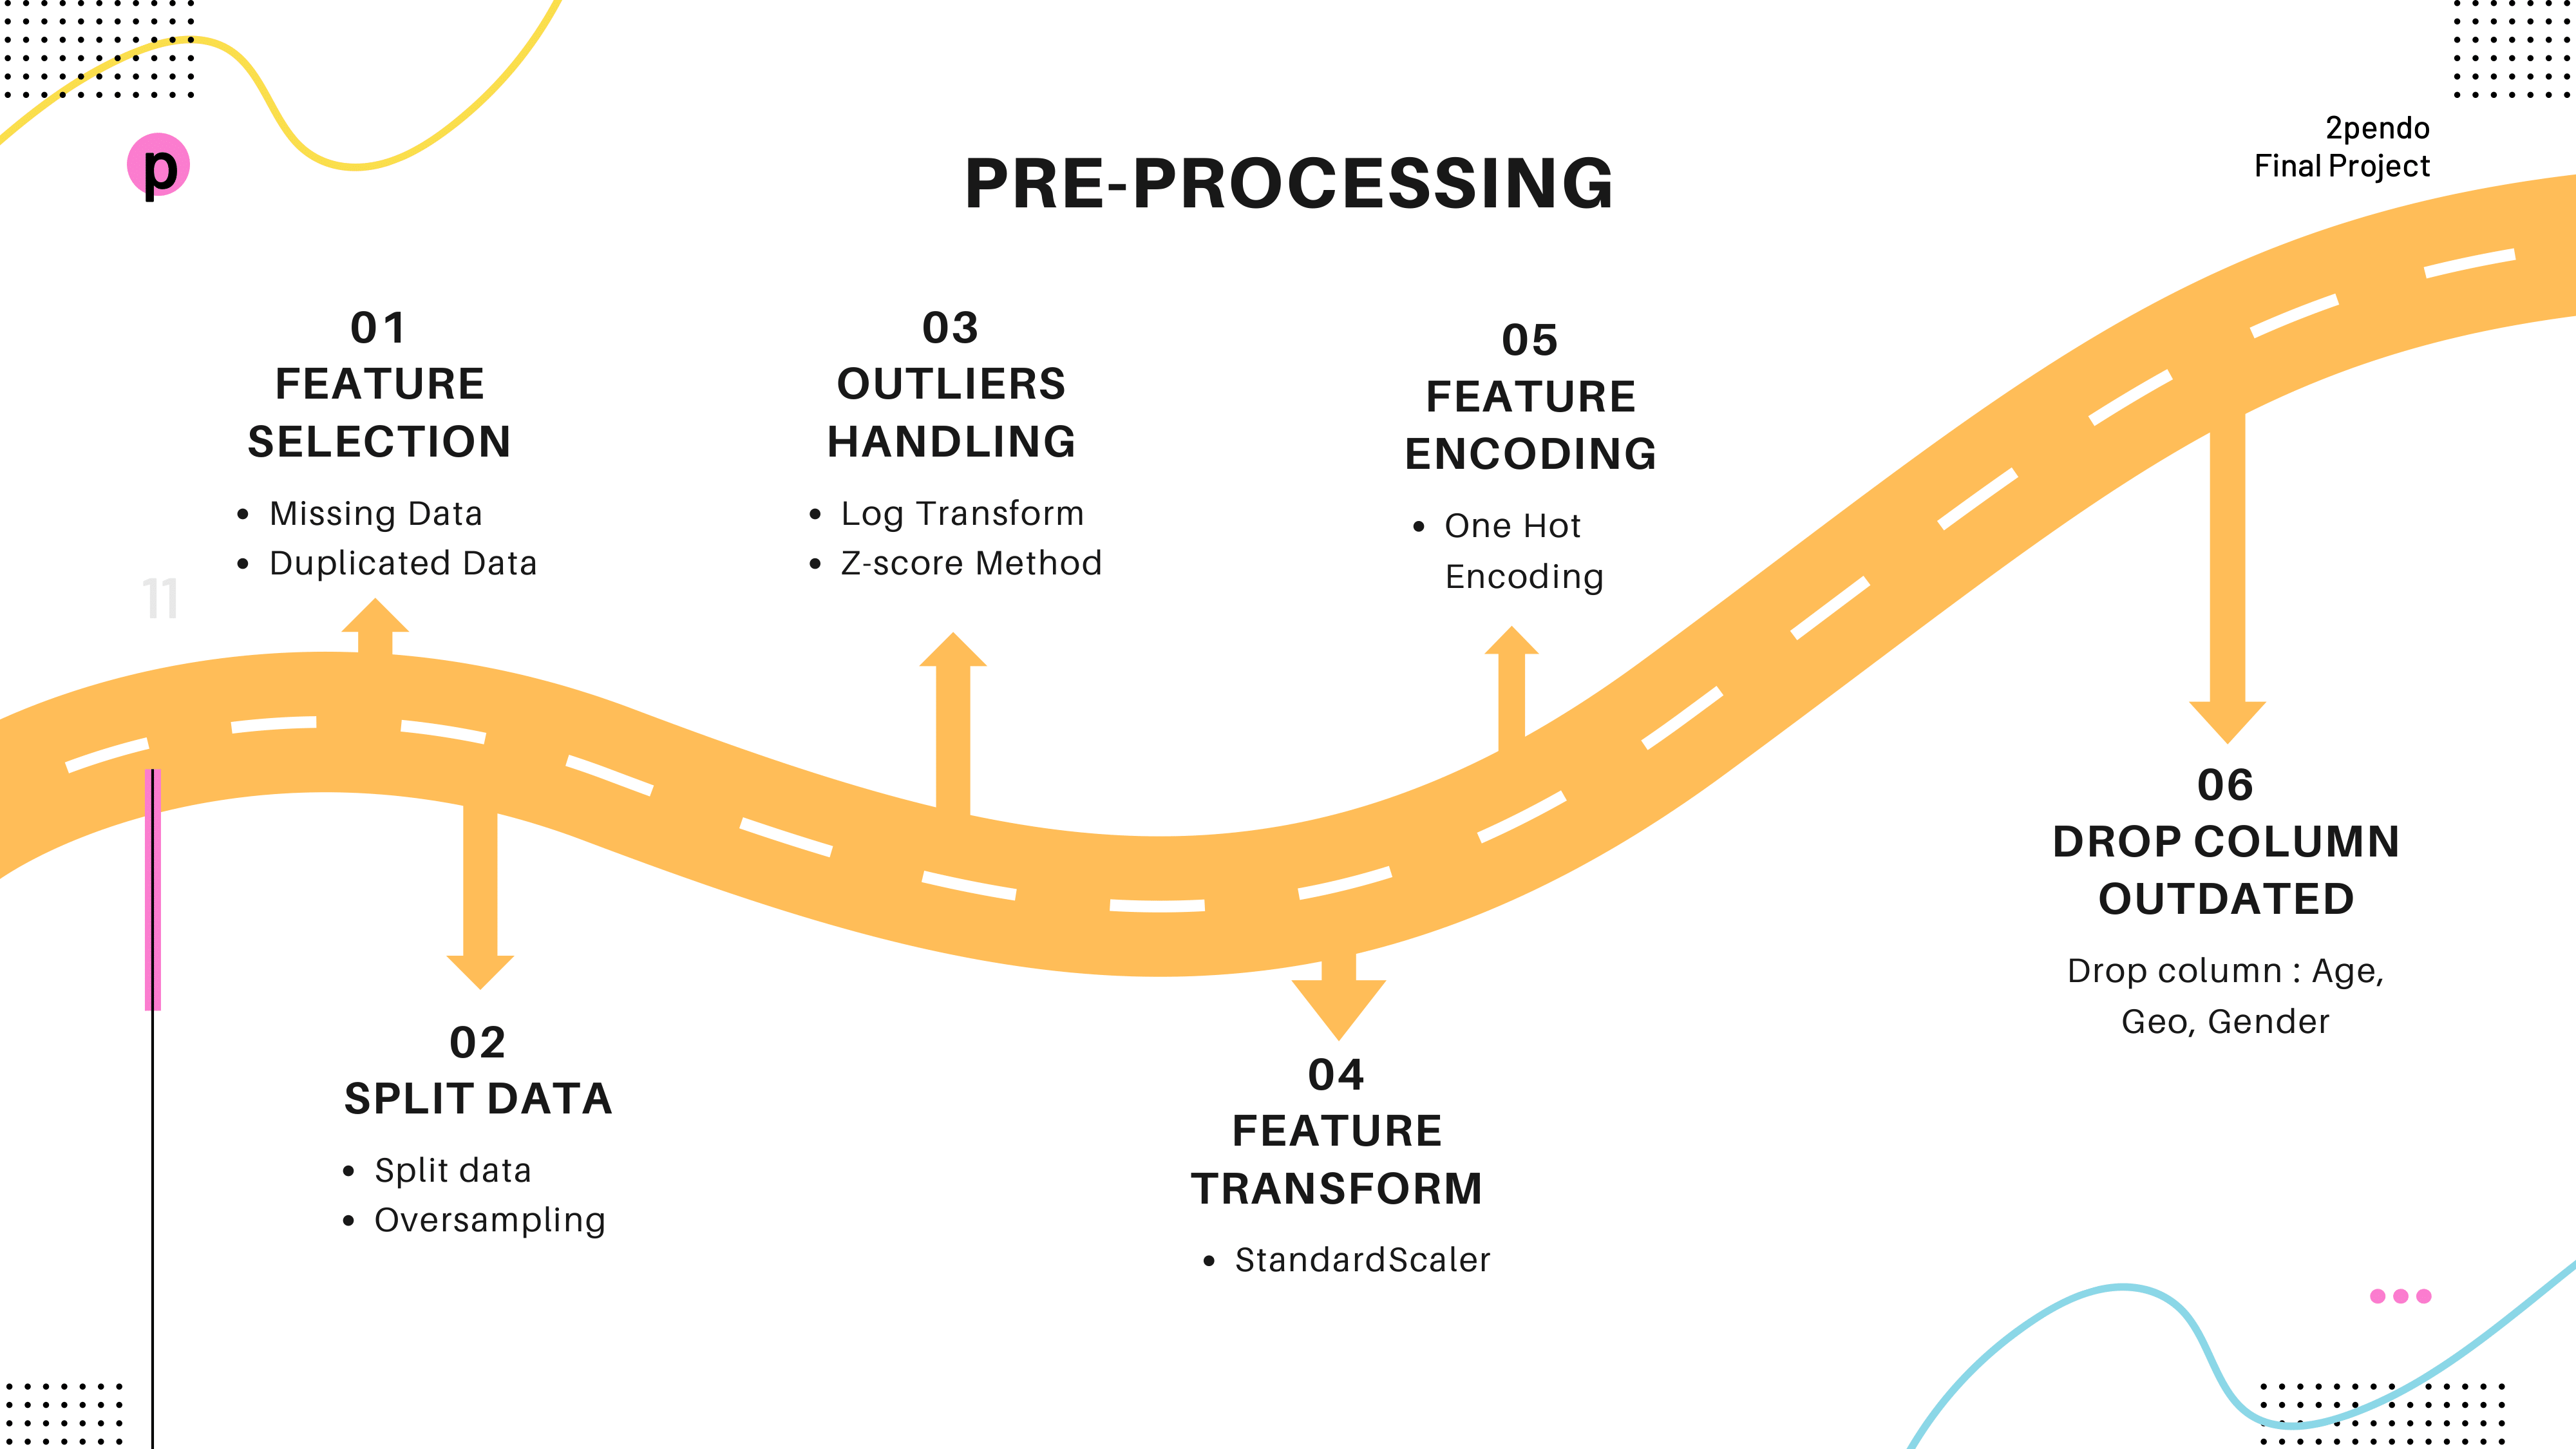 p
2pendo
Final Project
PRE-PROCESSING
01
FEATURE
SELECTION
• Missing Data
• Duplicated Data
02
SPLIT DATA
• Split data
• Oversampling
03
OUTLIERS
HANDLING
• Log Transform
• Z-score Method
04
FEATURE
TRANSFORM
• StandardScaler
05
FEATURE
ENCODING
• One Hot
Encoding
06
DROP COLUMN
OUTDATED
Drop column : Age,
Geo, Gender
11